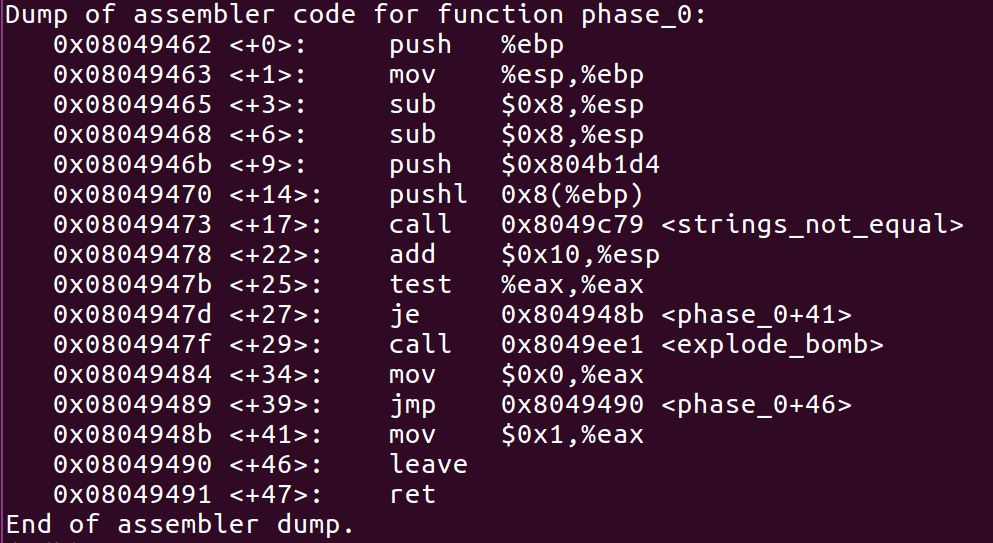 Dump of assembler code for function phase_0:
   0x08049462 <+0>:     push   %ebp
   0x08049463 <+1>:     mov    %esp,%ebp
   0x08049465 <+3>:     sub    $0x8,%esp
   0x08049468 <+6>:     sub    $0x8,%esp
   0x0804946b <+9>:     push   $0x804b1d4
   0x08049470 <+14>:    pushl  0x8(%ebp)
   0x08049473 <+17>:    call   0x8049c79 <strings_not_equal>
   0x08049478 <+22>:    add    $0x10,%esp
   0x0804947b <+25>:    test   %eax,%eax
   0x0804947d <+27>:    je     0x804948b <phase_0+41>
   0x0804947f <+29>:    call   0x8049ee1 <explode_bomb>
   0x08049484 <+34>:    mov    $0x0,%eax
   0x08049489 <+39>:    jmp    0x8049490 <phase_0+46>
   0x0804948b <+41>:    mov    $0x1,%eax
   0x08049490 <+46>:    leave
   0x08049491 <+47>:    ret
End of assembler dump.